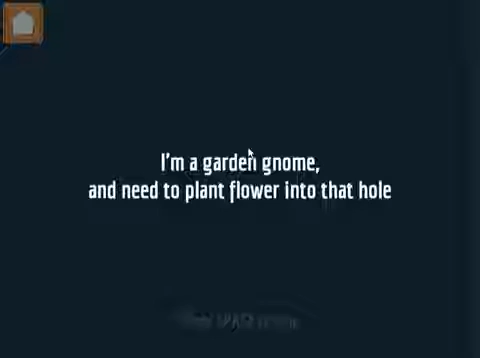 I'm a garden gnome,
and need to plant flower into that hole